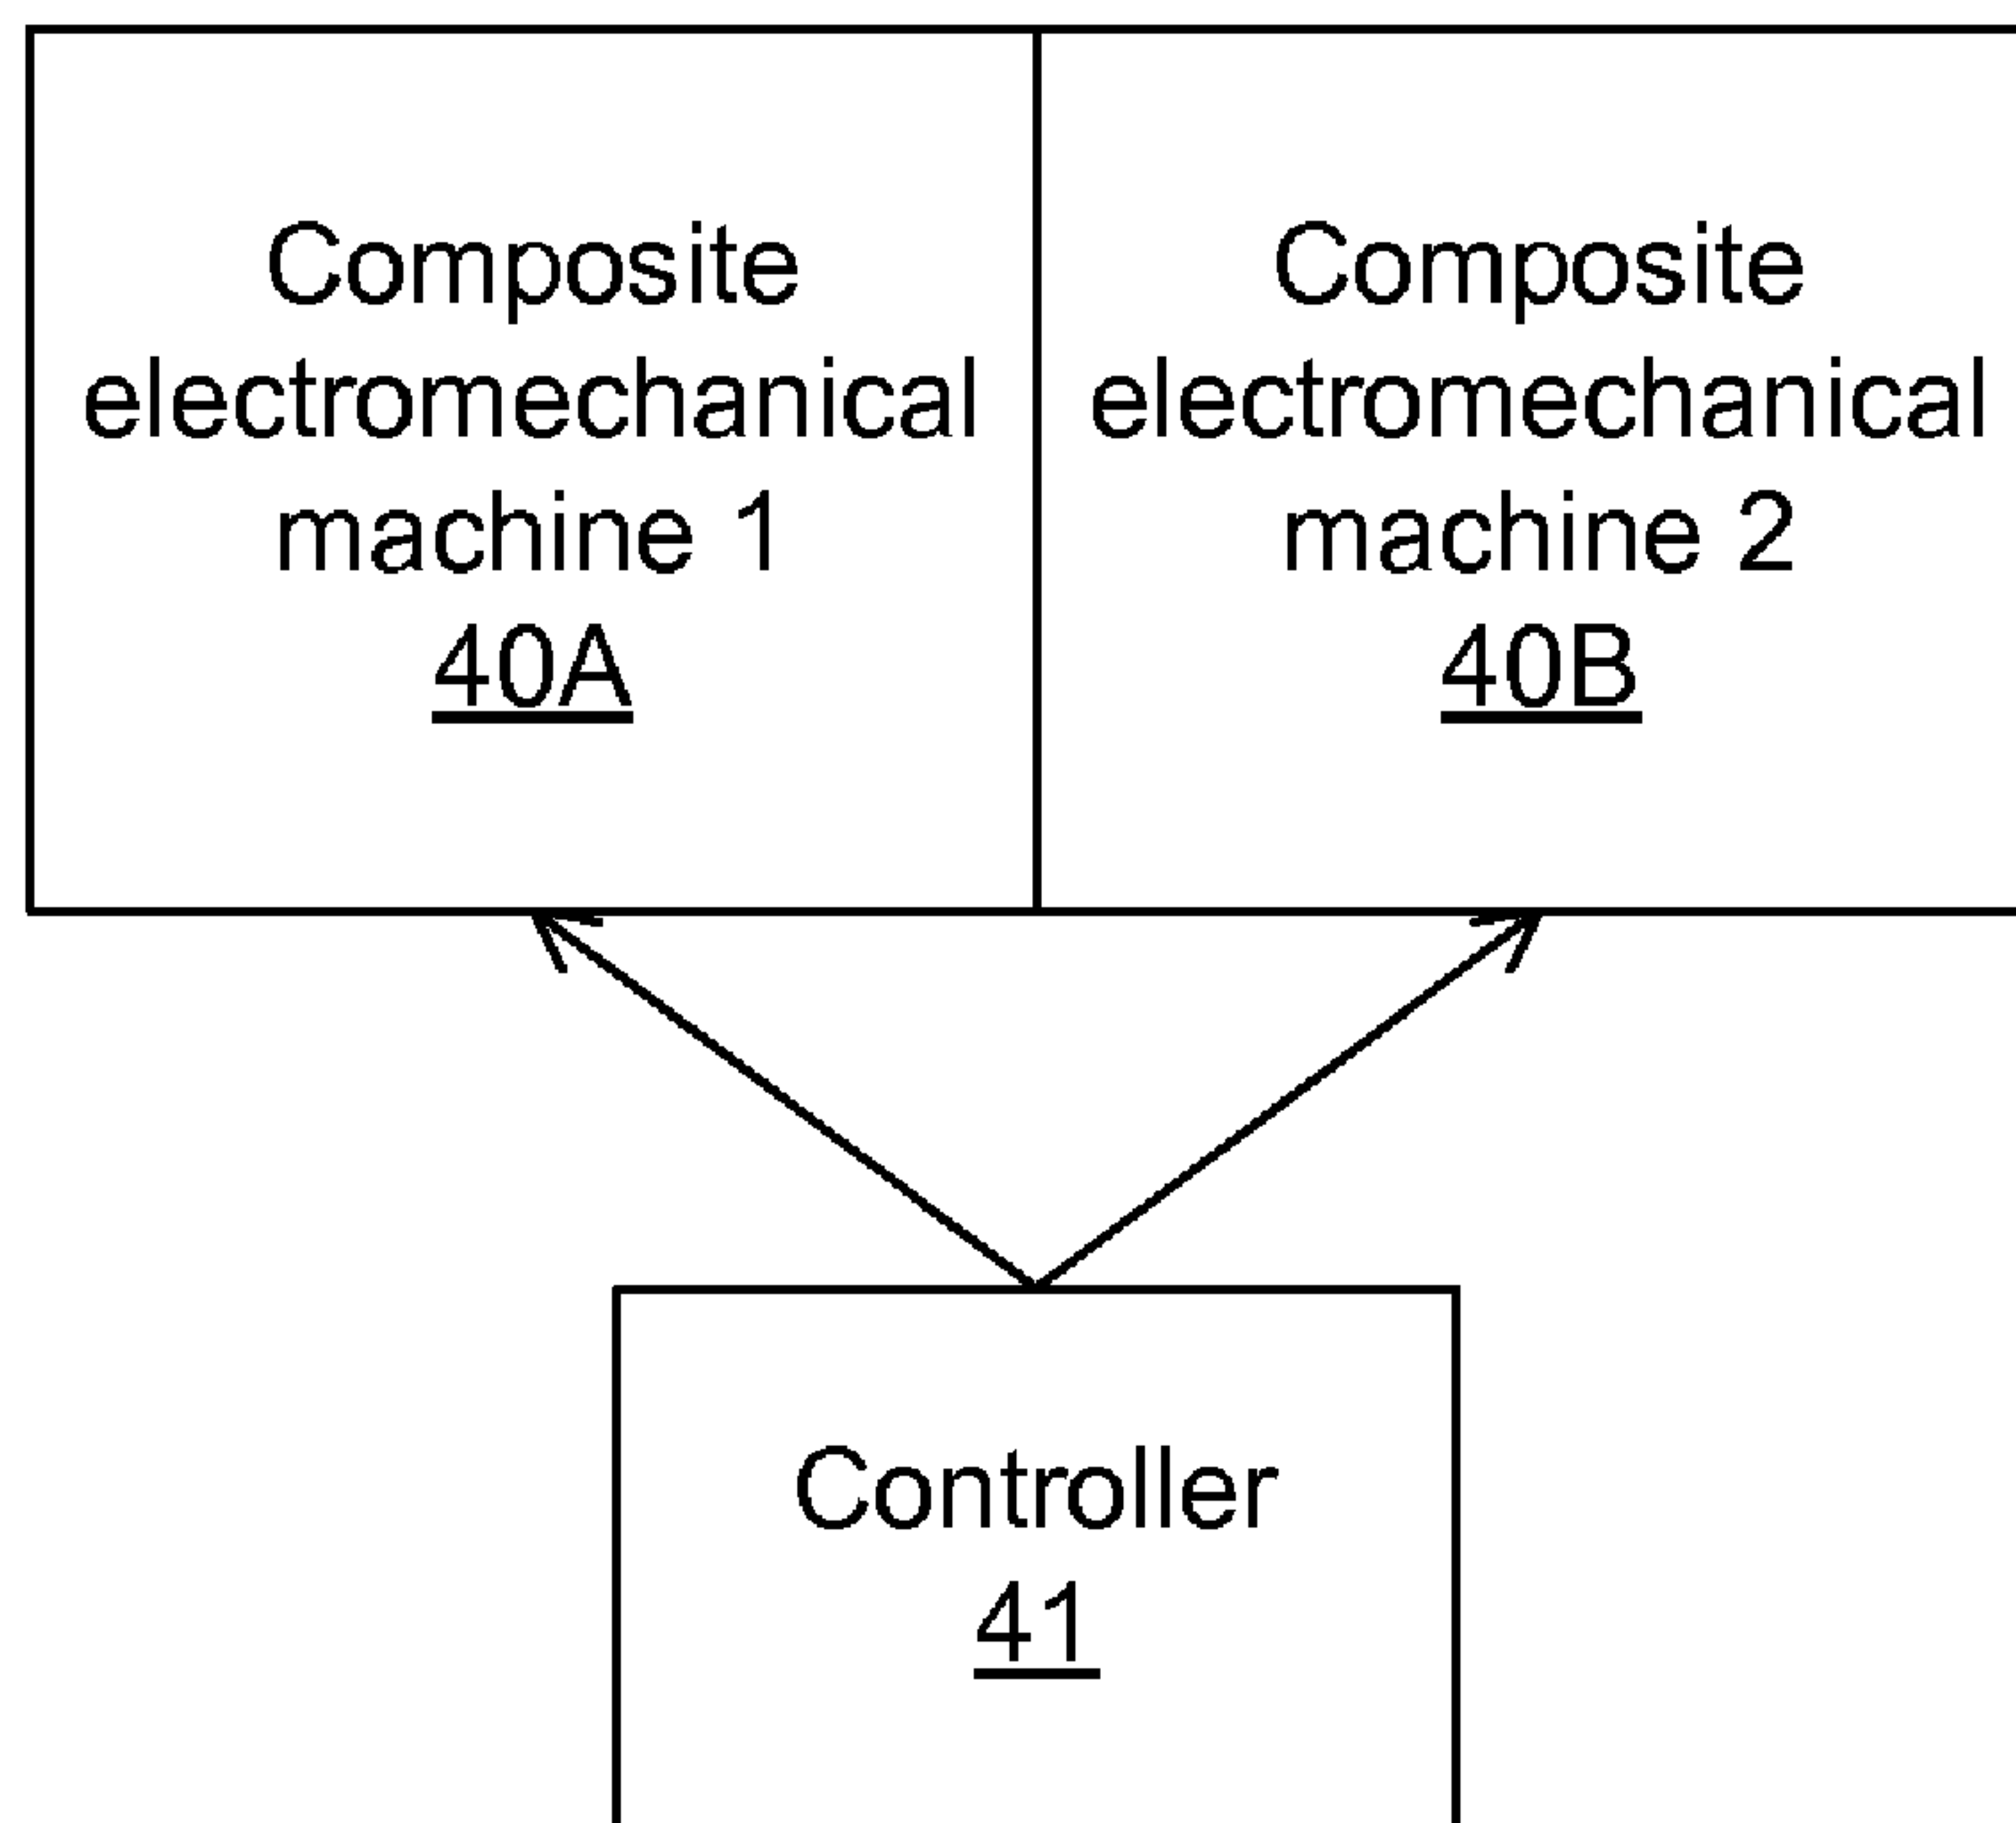 Composite
electromechanical
machine 1
40A
Composite
electromechanical
machine 2
40B
Controller
41